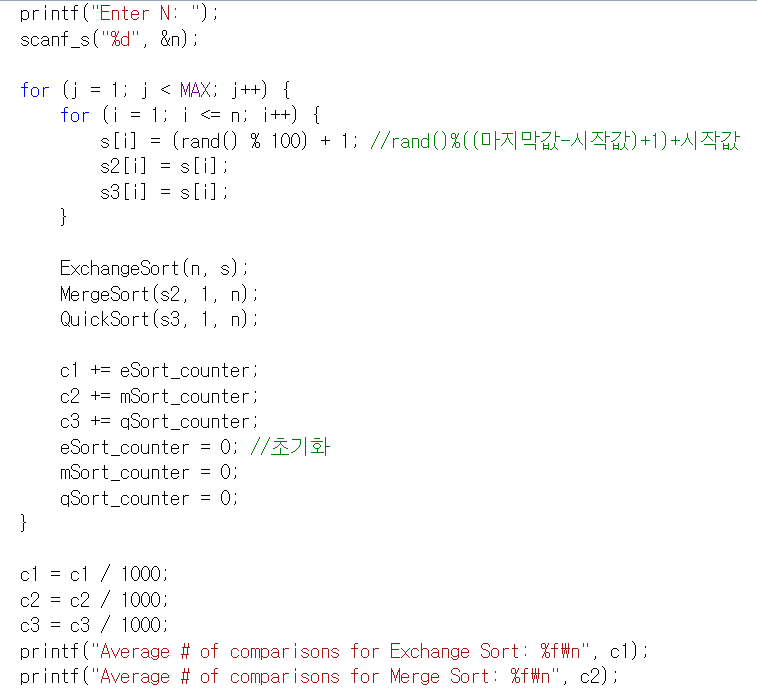 printf("Enter N: ");
scanf_s("%d", &n);
for (j = 1; j < MAX; j++) {
for (i = 1; i <= n; i++) {
s[i] = (rand() % 100) + 1; //rand()%((마지막값-시작값)+1)+시작값
s2[i] = s[i];
s3[i] = s[i];
}
ExchangeSort(n, s);
MergeSort(s2, 1, n);
QuickSort(s3, 1, n);
c1 += eSort_counter;
c2 += mSort_counter;
c3 += qSort_counter;
eSort_counter = 0; //초기화
mSort_counter = 0;
qSort_counter = 0;
}
c1 = c1 / 1000;
c2 = c2 / 1000;
c3 = c3 / 1000;
printf("Average # of comparisons for Exchange Sort: %f₩n", c1);
printf("Average # of comparisons for Merge Sort: %f₩n", c2);